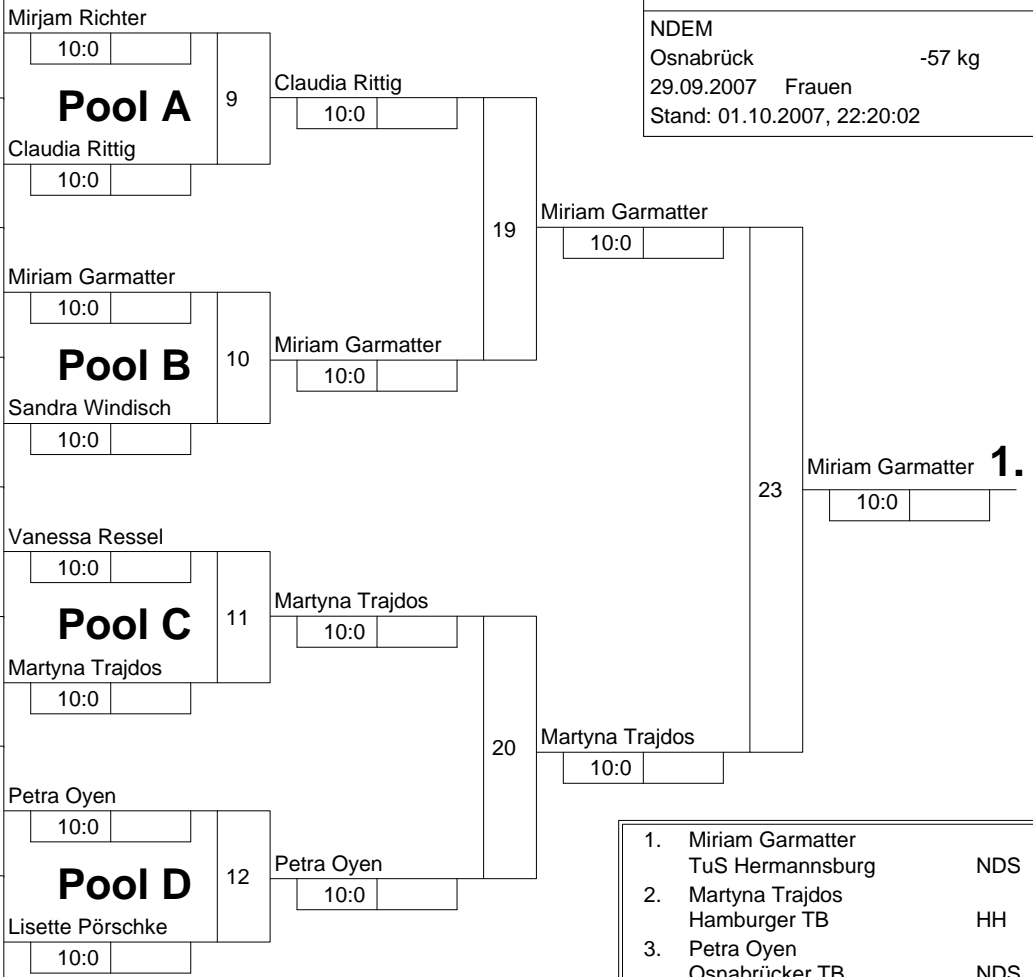 Mirjam Richter
10:0
Pool A
9
Claudia Rittig
10:0
Claudia Rittig
10:0
NDEM
Osnabrück -57 kg
29.09.2007 Frauen
Stand: 01.10.2007, 22:20:02
19
Miriam Garmatter
10:0
Miriam Garmatter
10:0
Pool B
10
Miriam Garmatter
10:0
Sandra Windisch
10:0
23
Miriam Garmatter 1.
10:0
Vanessa Ressel
10:0
Pool C
11
Martyna Trajdos
10:0
Martyna Trajdos
10:0
20
Martyna Trajdos
10:0
Petra Oyen
10:0
Pool D
12
Petra Oyen
10:0
Lisette Pörschke
10:0
1. Miriam Garmatter
TuS Hermannsburg NDS
2. Martyna Trajdos
Hamburger TB HH
3. Petra Oyen
Osnabrücker TB NDS